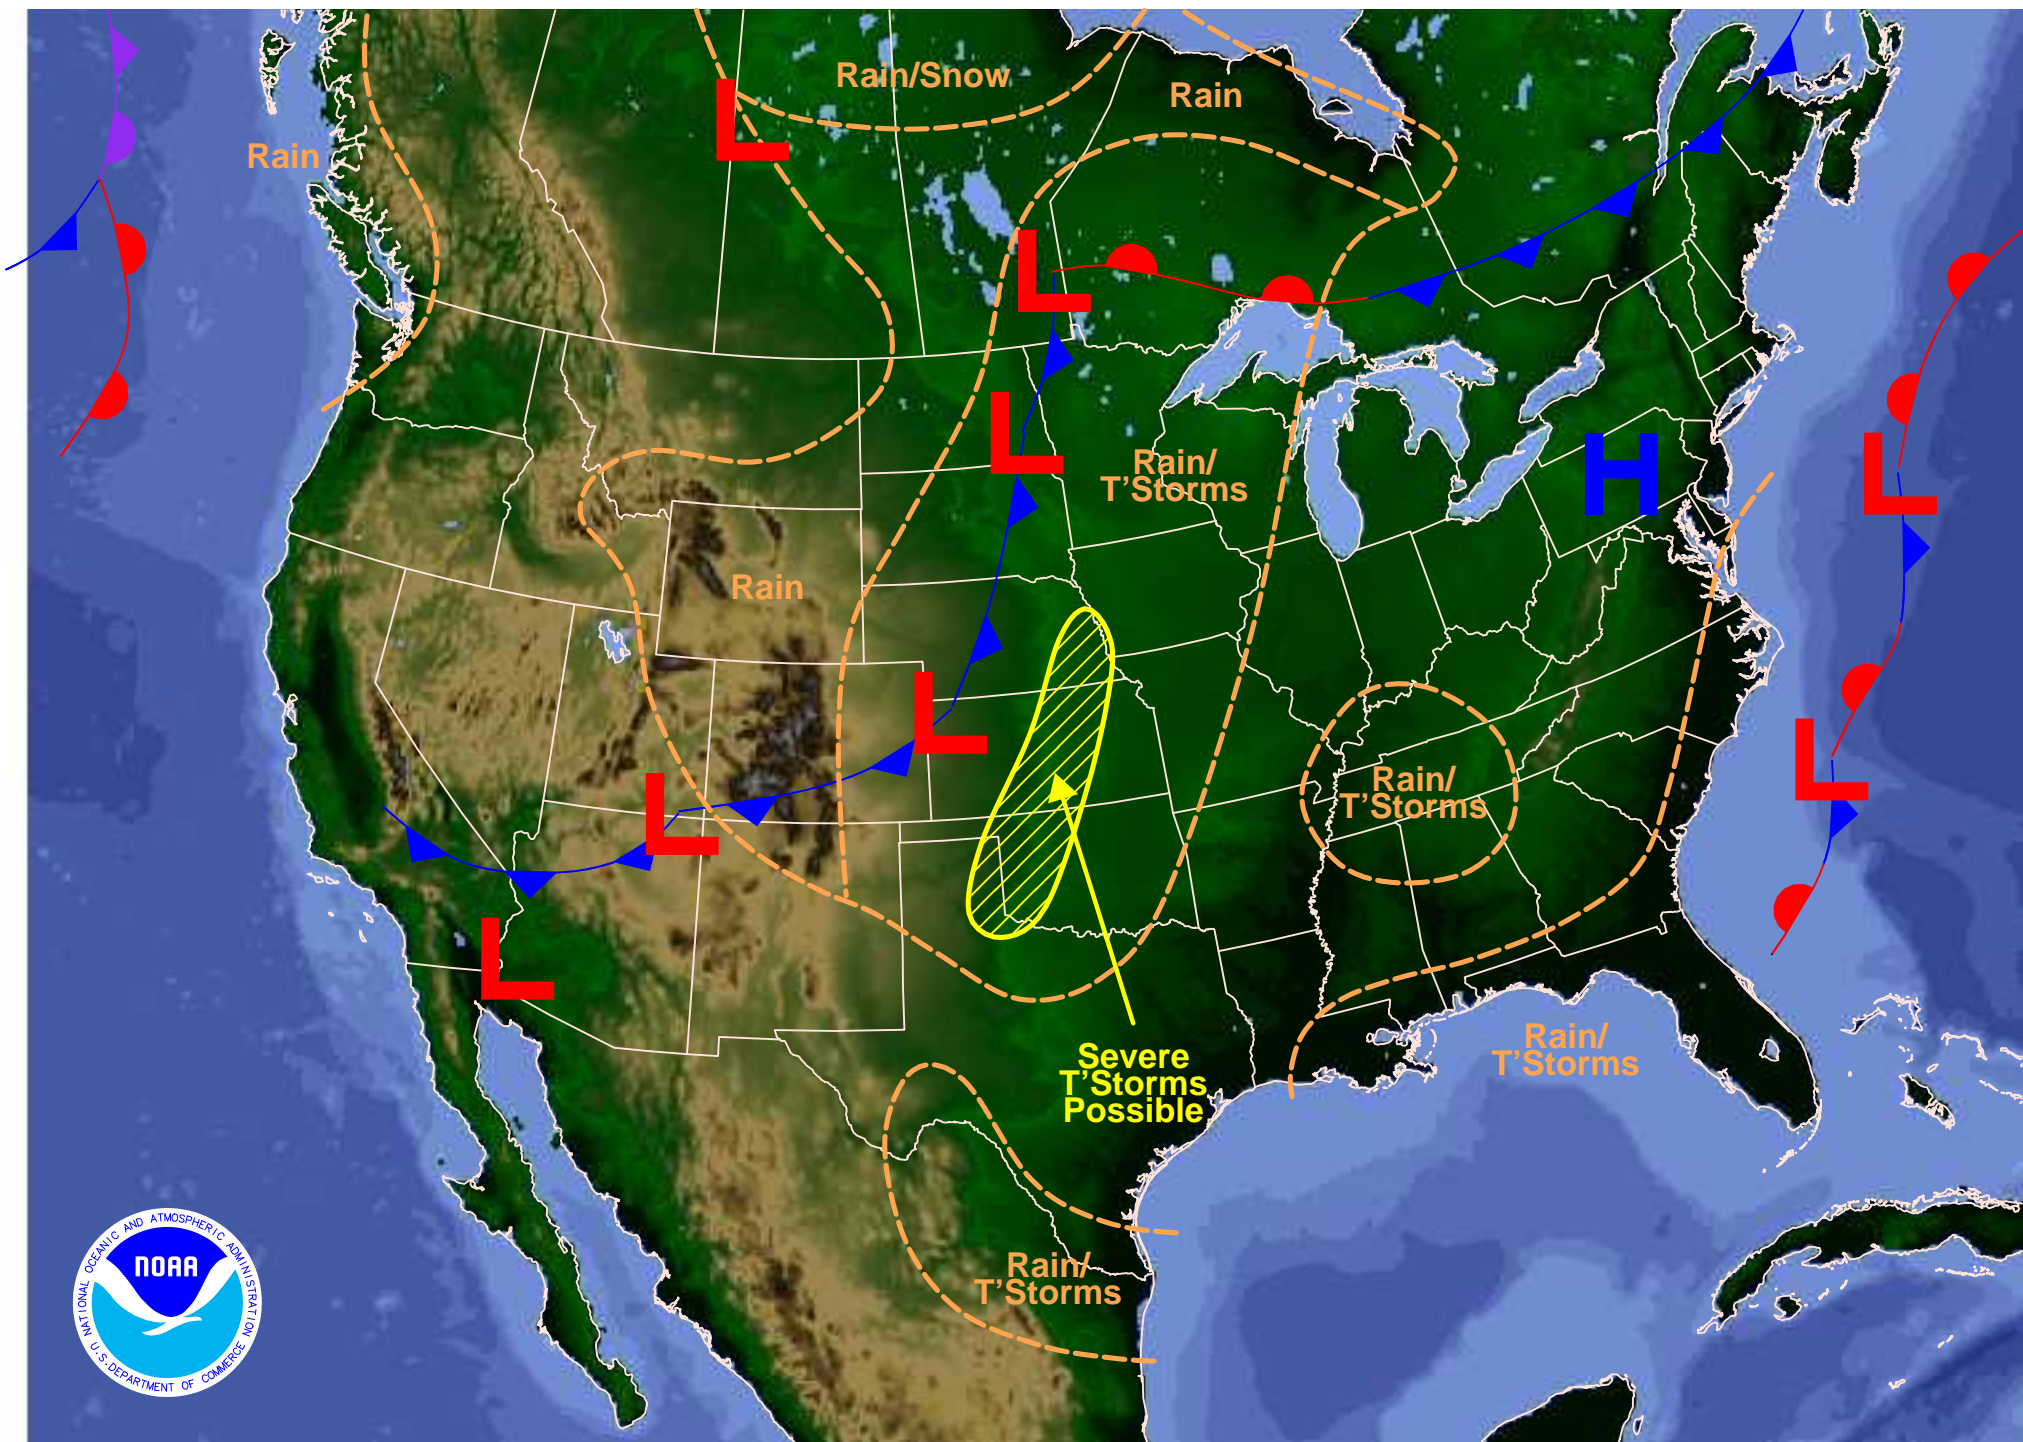 Rain/Snow
Rain
Rain
L
L
L
Rain/
T'Storms
H
L
Rain
L
L
L
Rain/
T'Storms
L
L
Severe
T'Storms
Possible
Rain/
T'Storms
Rain/
T'Storms
NATIONAL OCEANIC AND ATMOSPHERIC ADMINISTRATION
NOAA
U.S. DEPARTMENT OF COMMERCE